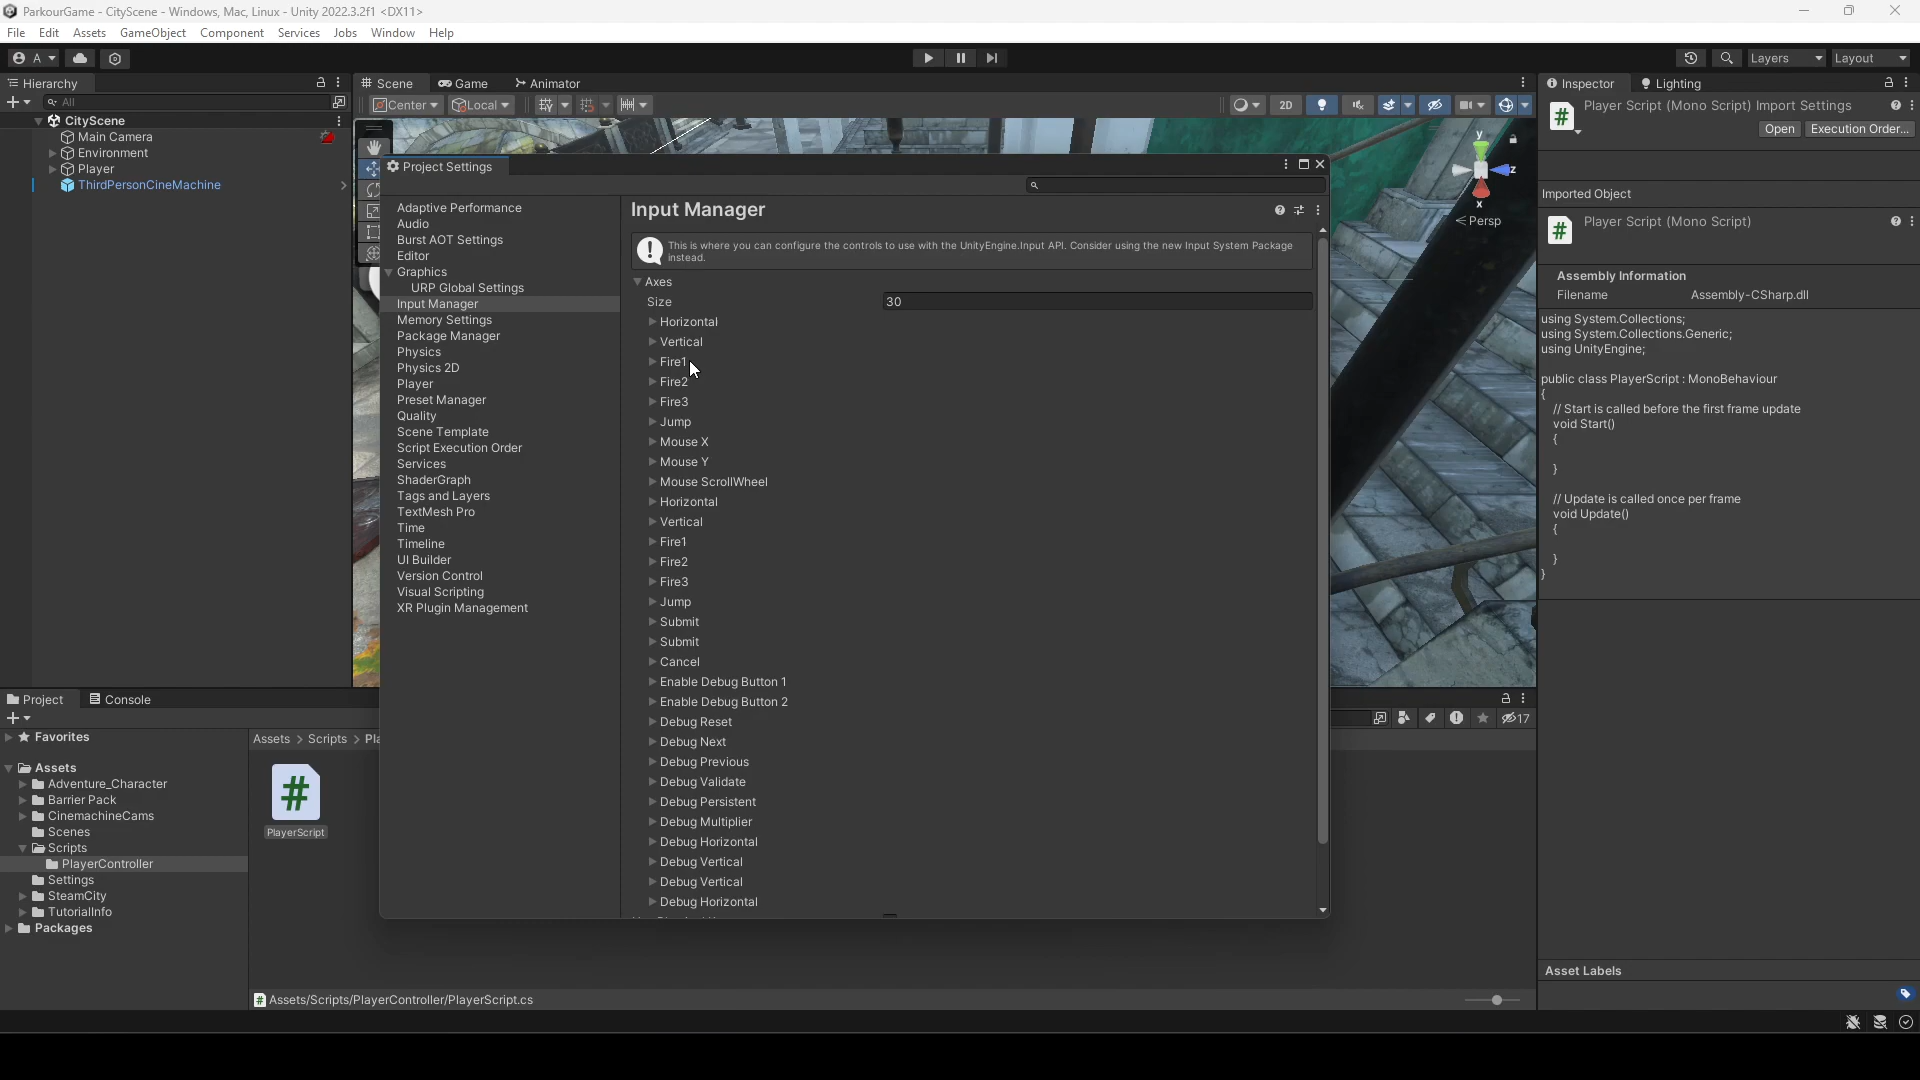 ParkourGame - CityScene - Windows, Mac, Linux - Unity 2022.3.2f1 <DX11>
File Edit Assets GameObject Component Services Jobs Window Help
A Layers Layout
Hierarchy
All
CityScene
Main Camera
Environment
Player
ThirdPersonCineMachine
Scene Game Animator
Center Local 2D
y
z
x
Persp
Project Settings
Adaptive Performance
Audio
Burst AOT Settings
Editor
Graphics
URP Global Settings
Input Manager
Memory Settings
Package Manager
Physics
Physics 2D
Player
Preset Manager
Quality
Scene Template
Script Execution Order
Services
ShaderGraph
Tags and Layers
TextMesh Pro
Time
Timeline
UI Builder
Version Control
Visual Scripting
XR Plugin Management
Input Manager
This is where you can configure the controls to use with the UnityEngine.Input API. Consider using the new Input System Package
instead.
Axes
Size 30
Horizontal
Vertical
Fire1
Fire2
Fire3
Jump
Mouse X
Mouse Y
Mouse ScrollWheel
Horizontal
Vertical
Fire1
Fire2
Fire3
Jump
Submit
Submit
Cancel
Enable Debug Button 1
Enable Debug Button 2
Debug Reset
Debug Next
Debug Previous
Debug Validate
Debug Persistent
Debug Multiplier
Debug Horizontal
Debug Vertical
Debug Vertical
Debug Horizontal
Inspector Lighting
Player Script (Mono Script) Import Settings
Open Execution Order...
Imported Object
Player Script (Mono Script)
Assembly Information
Filename Assembly-CSharp.dll
using System.Collections;
using System.Collections.Generic;
using UnityEngine;
public class PlayerScript : MonoBehaviour
{
// Start is called before the first frame update
void Start()
{
}
// Update is called once per frame
void Update()
{
}
}
Asset Labels
Project Console
17
Favorites
Assets
Adventure_Character
Barrier Pack
CinemachineCams
Scenes
Scripts
PlayerController
Settings
SteamCity
TutorialInfo
Packages
Assets > Scripts > Pla
#
PlayerScript
Assets/Scripts/PlayerController/PlayerScript.cs